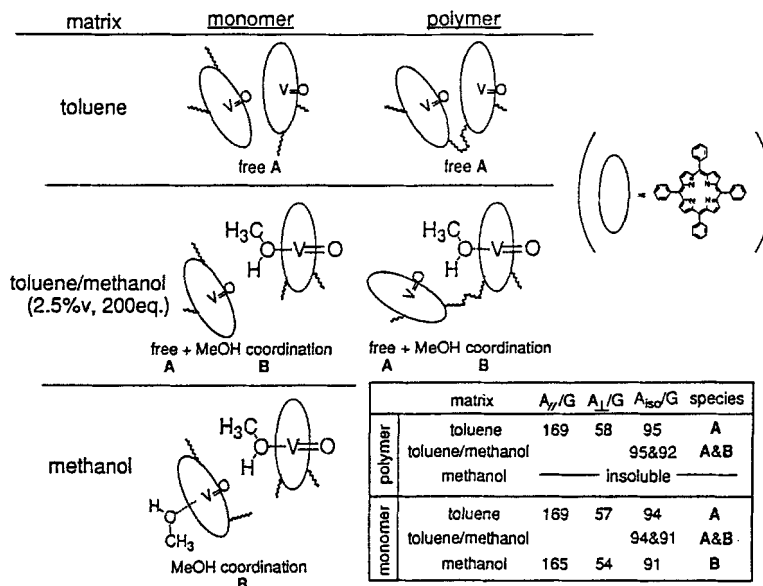 matrix monomer polymer
toluene
V=O V=O V=O V=O
free A free A
N N N H
toluene/methanol
(2.5%v, 200eq.)
H₃C O H V=O V=O
H₃C O H V=O V=O
free + MeOH coordination free + MeOH coordination
A B A B
methanol
H₃C O H V=O
H O CH₃ V=O
MeOH coordination
B
matrix A///G A⊥/G Aiso/G species
polymer
toluene 169 58 95 A
toluene/methanol 95&92 A&B
methanol insoluble
monomer
toluene 169 57 94 A
toluene/methanol 94&91 A&B
methanol 165 54 91 B